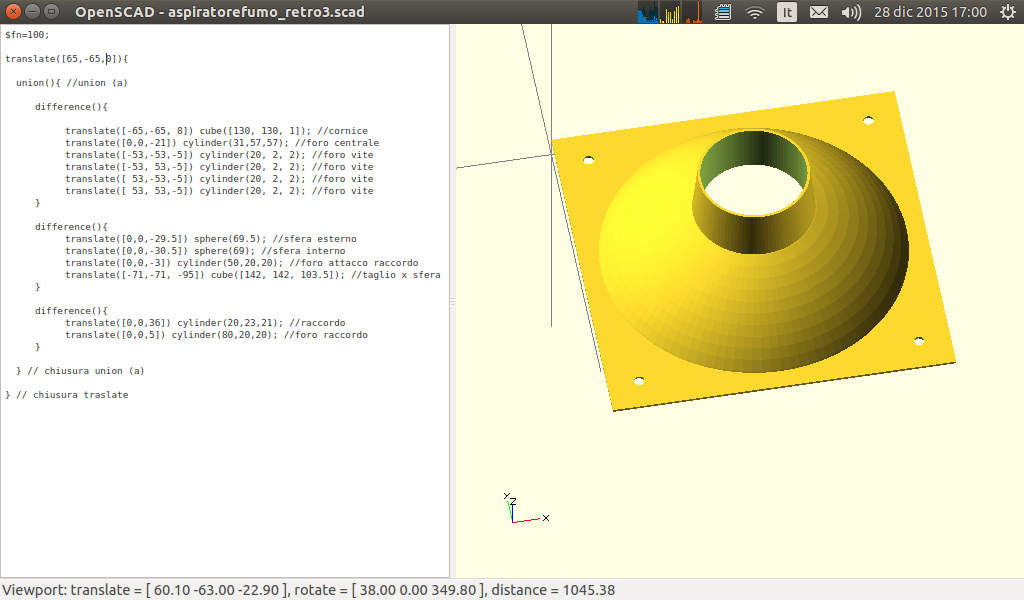 OpenSCAD - aspiratorefumo_retro3.scad
It
28 dic 2015 17:00
$fn=100;
translate([65,-65,0]){
union(){ //union (a)
difference(){
translate([-65,-65, 8]) cube([130, 130, 1]); //cornice
translate([0,0,-21]) cylinder(31,57,57); //foro centrale
translate([-53,-53,-5]) cylinder(20, 2, 2); //foro vite
translate([-53, 53,-5]) cylinder(20, 2, 2); //foro vite
translate([ 53,-53,-5]) cylinder(20, 2, 2); //foro vite
translate([ 53, 53,-5]) cylinder(20, 2, 2); //foro vite
}
difference(){
translate([0,0,-29.5]) sphere(69.5); //sfera esterno
translate([0,0,-30.5]) sphere(69); //sfera interno
translate([0,0,-3]) cylinder(50,20,20); //foro attacco raccordo
translate([-71,-71, -95]) cube([142, 142, 103.5]); //taglio x sfera
}
difference(){
translate([0,0,36]) cylinder(20,23,21); //raccordo
translate([0,0,5]) cylinder(80,20,20); //foro raccordo
}
} // chiusura union (a)
} // chiusura traslate
Y
Z
X
Viewport: translate = [ 60.10 -63.00 -22.90 ], rotate = [ 38.00 0.00 349.80 ], distance = 1045.38